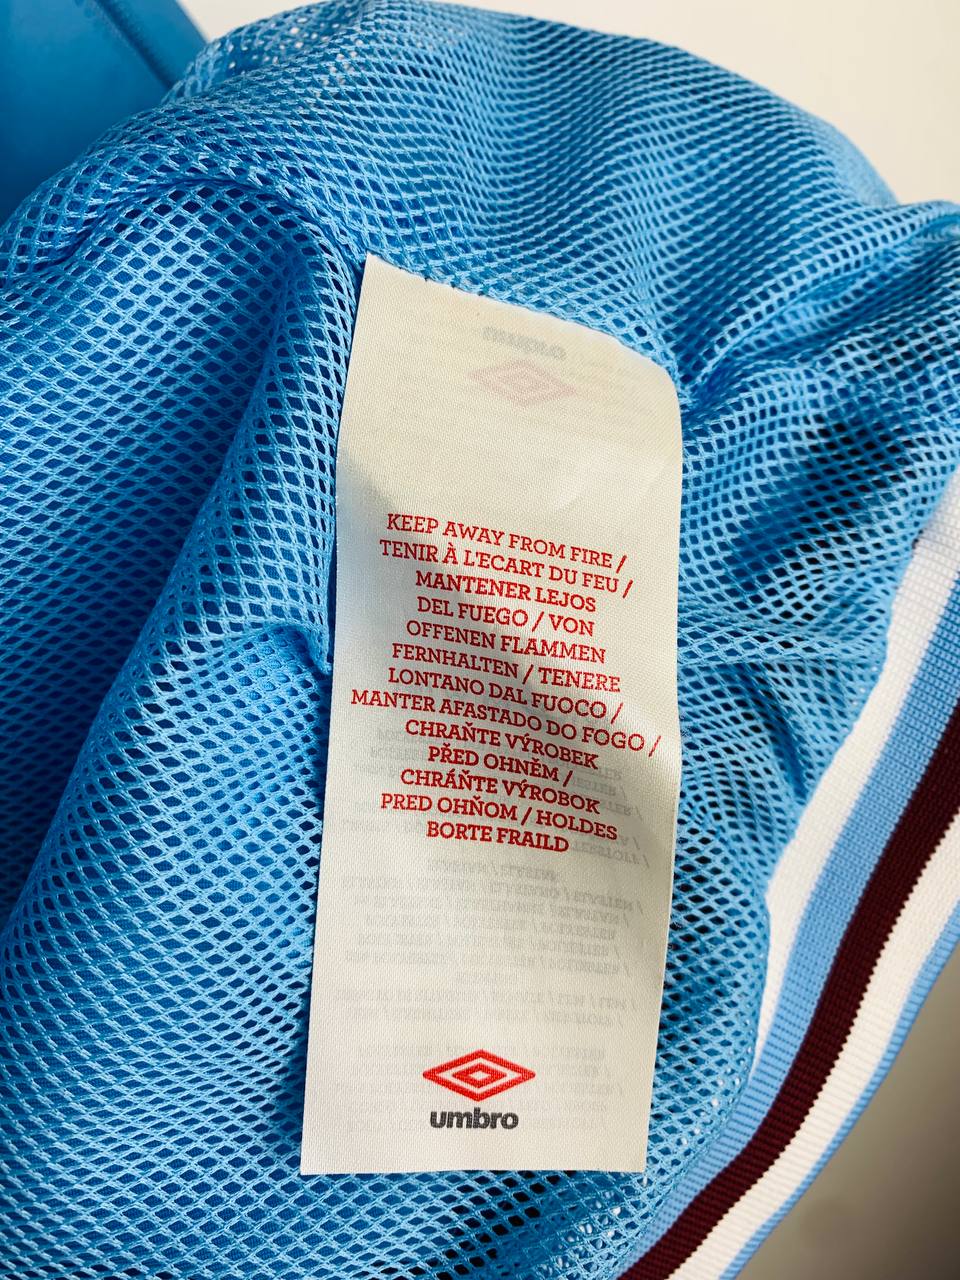 KEEP AWAY FROM FIRE /
TENIR À L'ECART DU FEU /
MANTENER LEJOS
DEL FUEGO / VON
OFFENEN FLAMMEN
FERNHALTEN / TENERE
LONTANO DAL FUOCO /
MANTER AFASTADO DO FOGO /
CHRAŇTE VÝROBEK
PŘED OHNĚM /
CHRÁŇTE VÝROBOK
PRED OHŇOM / HOLDES
BORTE FRAILD
umbro